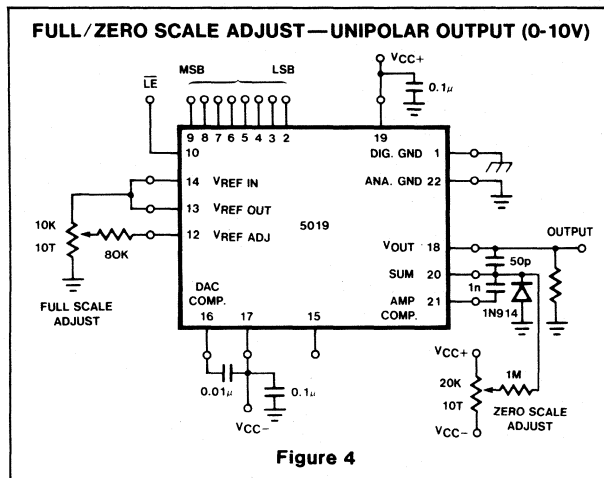 FULL/ZERO SCALE ADJUST—UNIPOLAR OUTPUT (0-10V)
VCC+
MSB LSB
LE
0.1μ
9 8 7 6 5 4 3 2
19
10
DIG. GND 1
14 VREF IN
ANA. GND 22
13 VREF OUT
5019
OUTPUT
10K
10T
80K
12 VREF ADJ
VOUT 18
50p
SUM 20
1n
FULL SCALE
ADJUST
DAC
COMP.
AMP
COMP.
21
1N914
16 17 15
VCC+
0.01μ
0.1μ
20K
10T
1M
ZERO SCALE
ADJUST
VCC–
VCC–
Figure 4